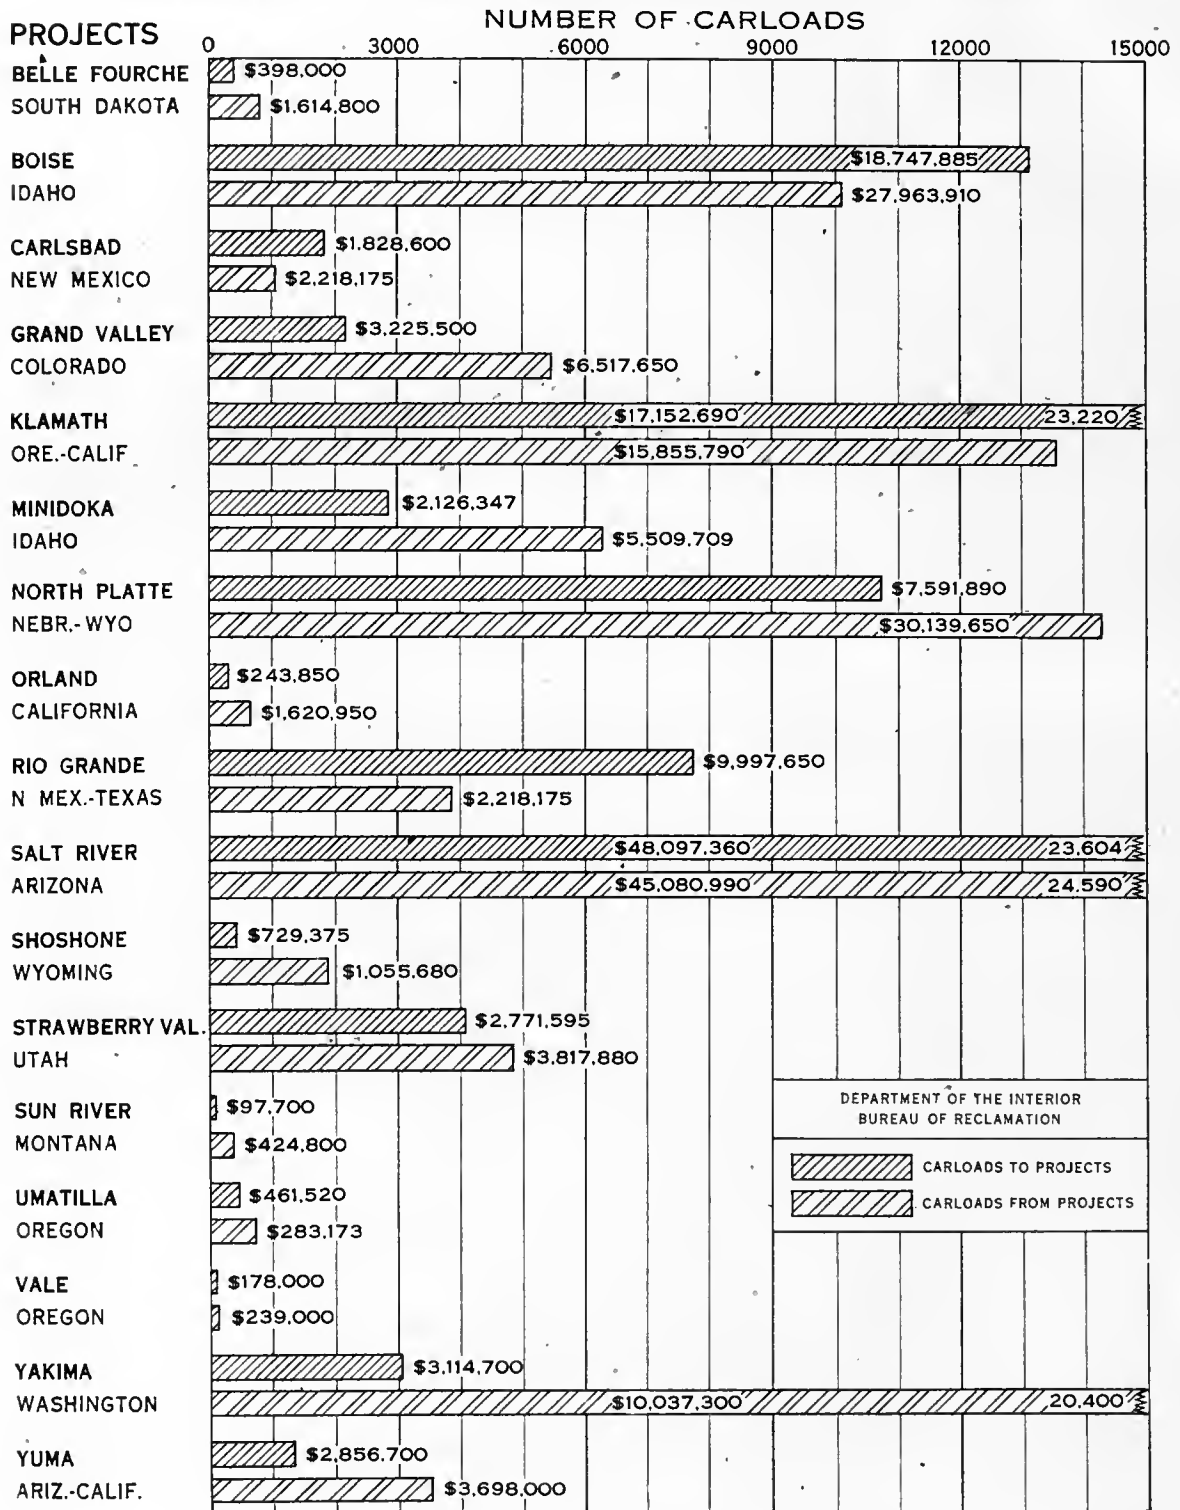 NUMBER OF CARLOADS
PROJECTS
0 3000 6000 9000 12000 15000
BELLE FOURCHE $398,000
SOUTH DAKOTA $1,614,800
BOISE $18,747,885
IDAHO $27,963,910
CARLSBAD $1,828,600
NEW MEXICO $2,218,175
GRAND VALLEY $3,225,500
COLORADO $6,517,650
KLAMATH $17,152,690 23,220
ORE.-CALIF $15,855,790
MINIDOKA $2,126,347
IDAHO $5,509,709
NORTH PLATTE $7,591,890
NEBR.-WYO $30,139,650
ORLAND $243,850
CALIFORNIA $1,620,950
RIO GRANDE $9,997,650
N MEX.-TEXAS $2,218,175
SALT RIVER $48,097,360 23,604
ARIZONA $45,080,990 24,590
SHOSHONE $729,375
WYOMING $1,055,680
STRAWBERRY VAL. $2,771,595
UTAH $3,817,880
SUN RIVER $97,700
MONTANA $424,800
DEPARTMENT OF THE INTERIOR
BUREAU OF RECLAMATION
CARLOADS TO PROJECTS
CARLOADS FROM PROJECTS
UMATILLA $461,520
OREGON $283,173
VALE $178,000
OREGON $239,000
YAKIMA $3,114,700
WASHINGTON $10,037,300 20,400
YUMA $2,856,700
ARIZ.-CALIF. $3,698,000